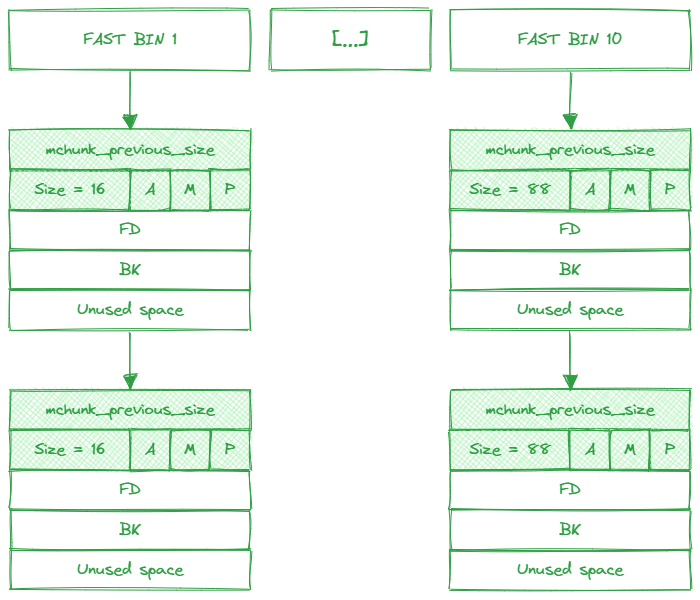 FAST BIN 1
[...]
FAST BIN 10
mchunk_previous_size
Size = 16
A
M
P
FD
BK
Unused space
mchunk_previous_size
Size = 16
A
M
P
FD
BK
Unused space
mchunk_previous_size
Size = 88
A
M
P
FD
BK
Unused space
mchunk_previous_size
Size = 88
A
M
P
FD
BK
Unused space